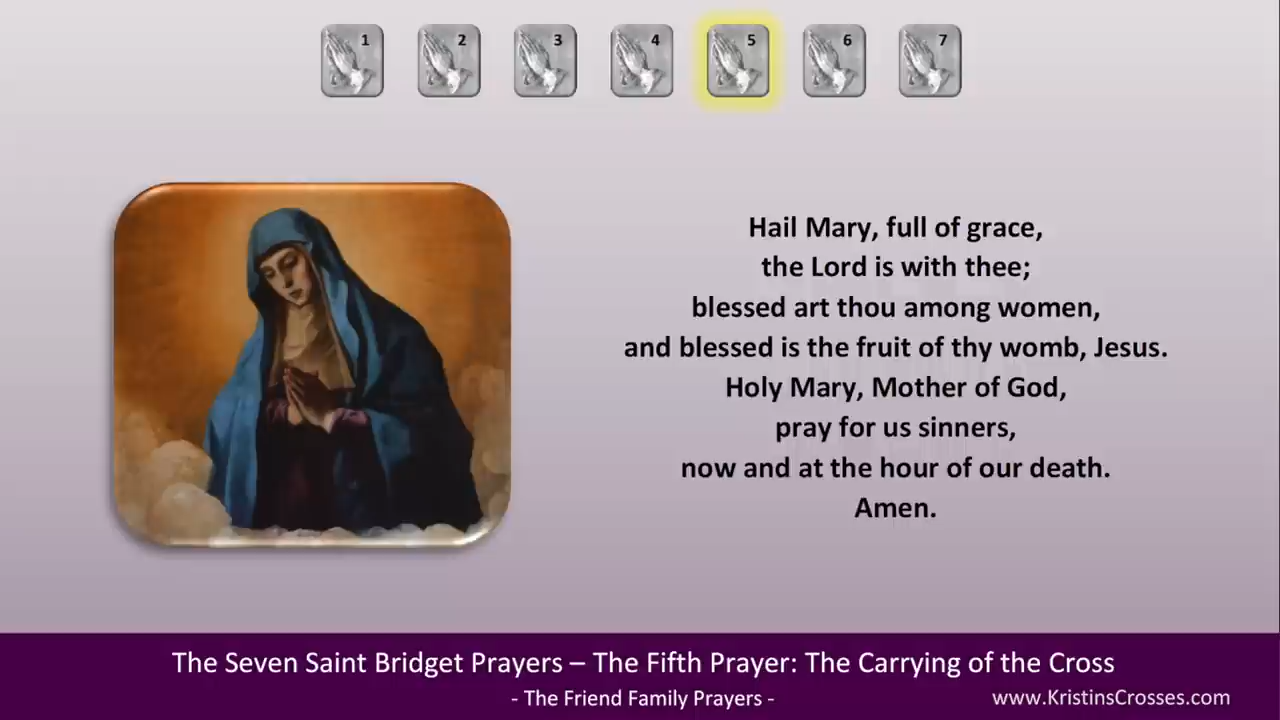 1 2 3 4 5 6 7
Hail Mary, full of grace,
the Lord is with thee;
blessed art thou among women,
and blessed is the fruit of thy womb, Jesus.
Holy Mary, Mother of God,
pray for us sinners,
now and at the hour of our death.
Amen.
The Seven Saint Bridget Prayers – The Fifth Prayer: The Carrying of the Cross
- The Friend Family Prayers -
www.KristinsCrosses.com